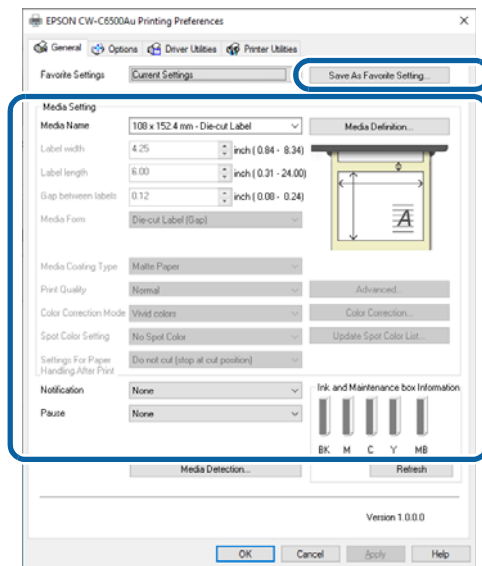 EPSON CW-C6500Au Printing Preferences
General Options Driver Utilities Printer Utilities
Favorite Settings Current Settings Save As Favorite Setting...
Media Setting
Media Name 108 x 152.4 mm - Die-cut Label Media Definition...
Label width 4.25 inch ( 0.84 - 8.34)
Label length 6.00 inch ( 0.31 - 24.00)
Gap between labels 0.12 inch ( 0.08 - 0.24)
Media Form Die-cut Label (Gap)
A
Media Coating Type Matte Paper
Print Quality Normal Advanced...
Color Correction Mode Vivid colors Color Correction...
Spot Color Setting No Spot Color Update Spot Color List...
Settings For Paper Handling After Print Do not cut (stop at cut position)
Notification None Ink and Maintenance box Information
Pause None
BK M C Y MB
Media Detection... Refresh
Version 1.0.0.0
OK Cancel Apply Help